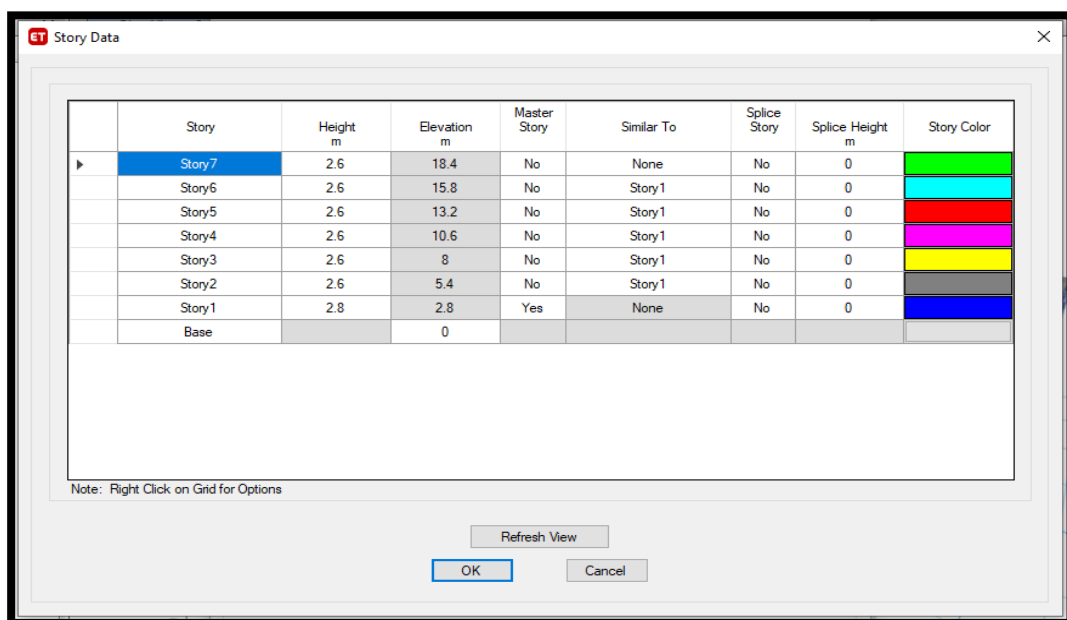 ET Story Data
Story Height m Elevation m Master Story Similar To Splice Story Splice Height m Story Color
Story7 2.6 18.4 No None No 0
Story6 2.6 15.8 No Story1 No 0
Story5 2.6 13.2 No Story1 No 0
Story4 2.6 10.6 No Story1 No 0
Story3 2.6 8 No Story1 No 0
Story2 2.6 5.4 No Story1 No 0
Story1 2.8 2.8 Yes None No 0
Base 0
Note: Right Click on Grid for Options
Refresh View
OK Cancel